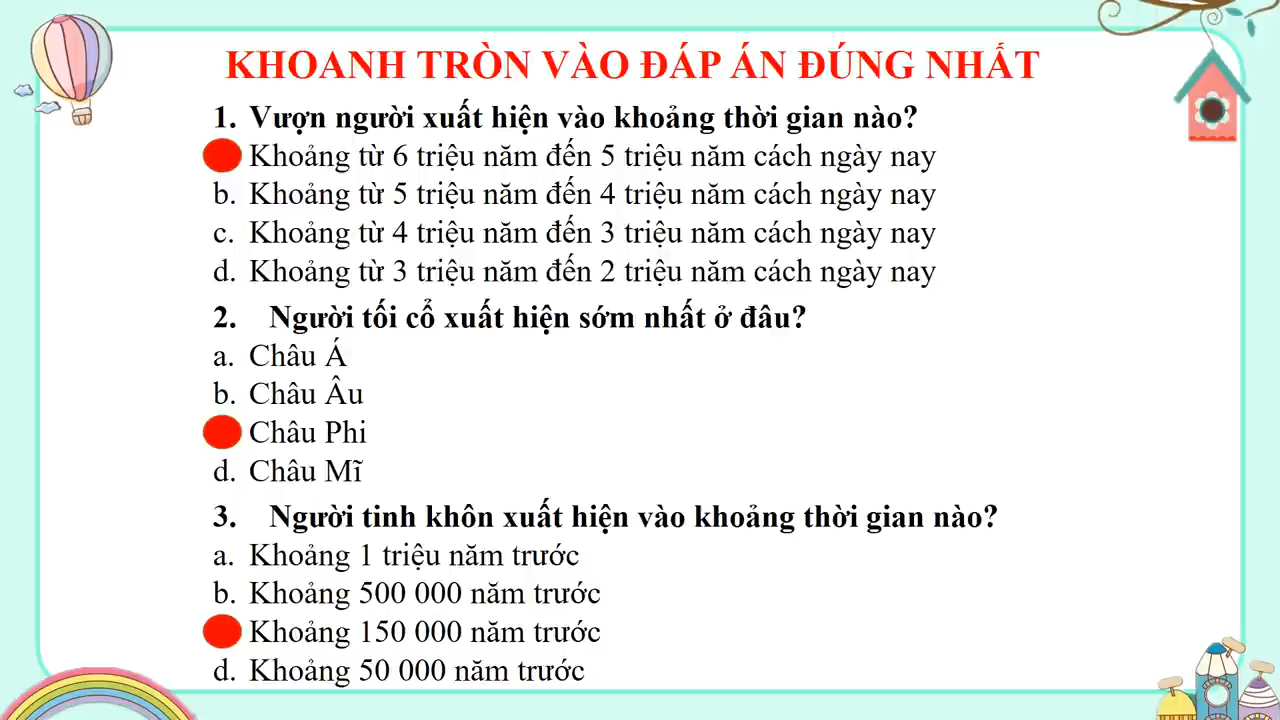 KHOANH TRÒN VÀO ĐÁP ÁN ĐÚNG NHẤT
1. Vượn người xuất hiện vào khoảng thời gian nào?
Khoảng từ 6 triệu năm đến 5 triệu năm cách ngày nay
b. Khoảng từ 5 triệu năm đến 4 triệu năm cách ngày nay
c. Khoảng từ 4 triệu năm đến 3 triệu năm cách ngày nay
d. Khoảng từ 3 triệu năm đến 2 triệu năm cách ngày nay
2. Người tối cổ xuất hiện sớm nhất ở đâu?
a. Châu Á
b. Châu Âu
Châu Phi
d. Châu Mĩ
3. Người tinh khôn xuất hiện vào khoảng thời gian nào?
a. Khoảng 1 triệu năm trước
b. Khoảng 500 000 năm trước
Khoảng 150 000 năm trước
d. Khoảng 50 000 năm trước